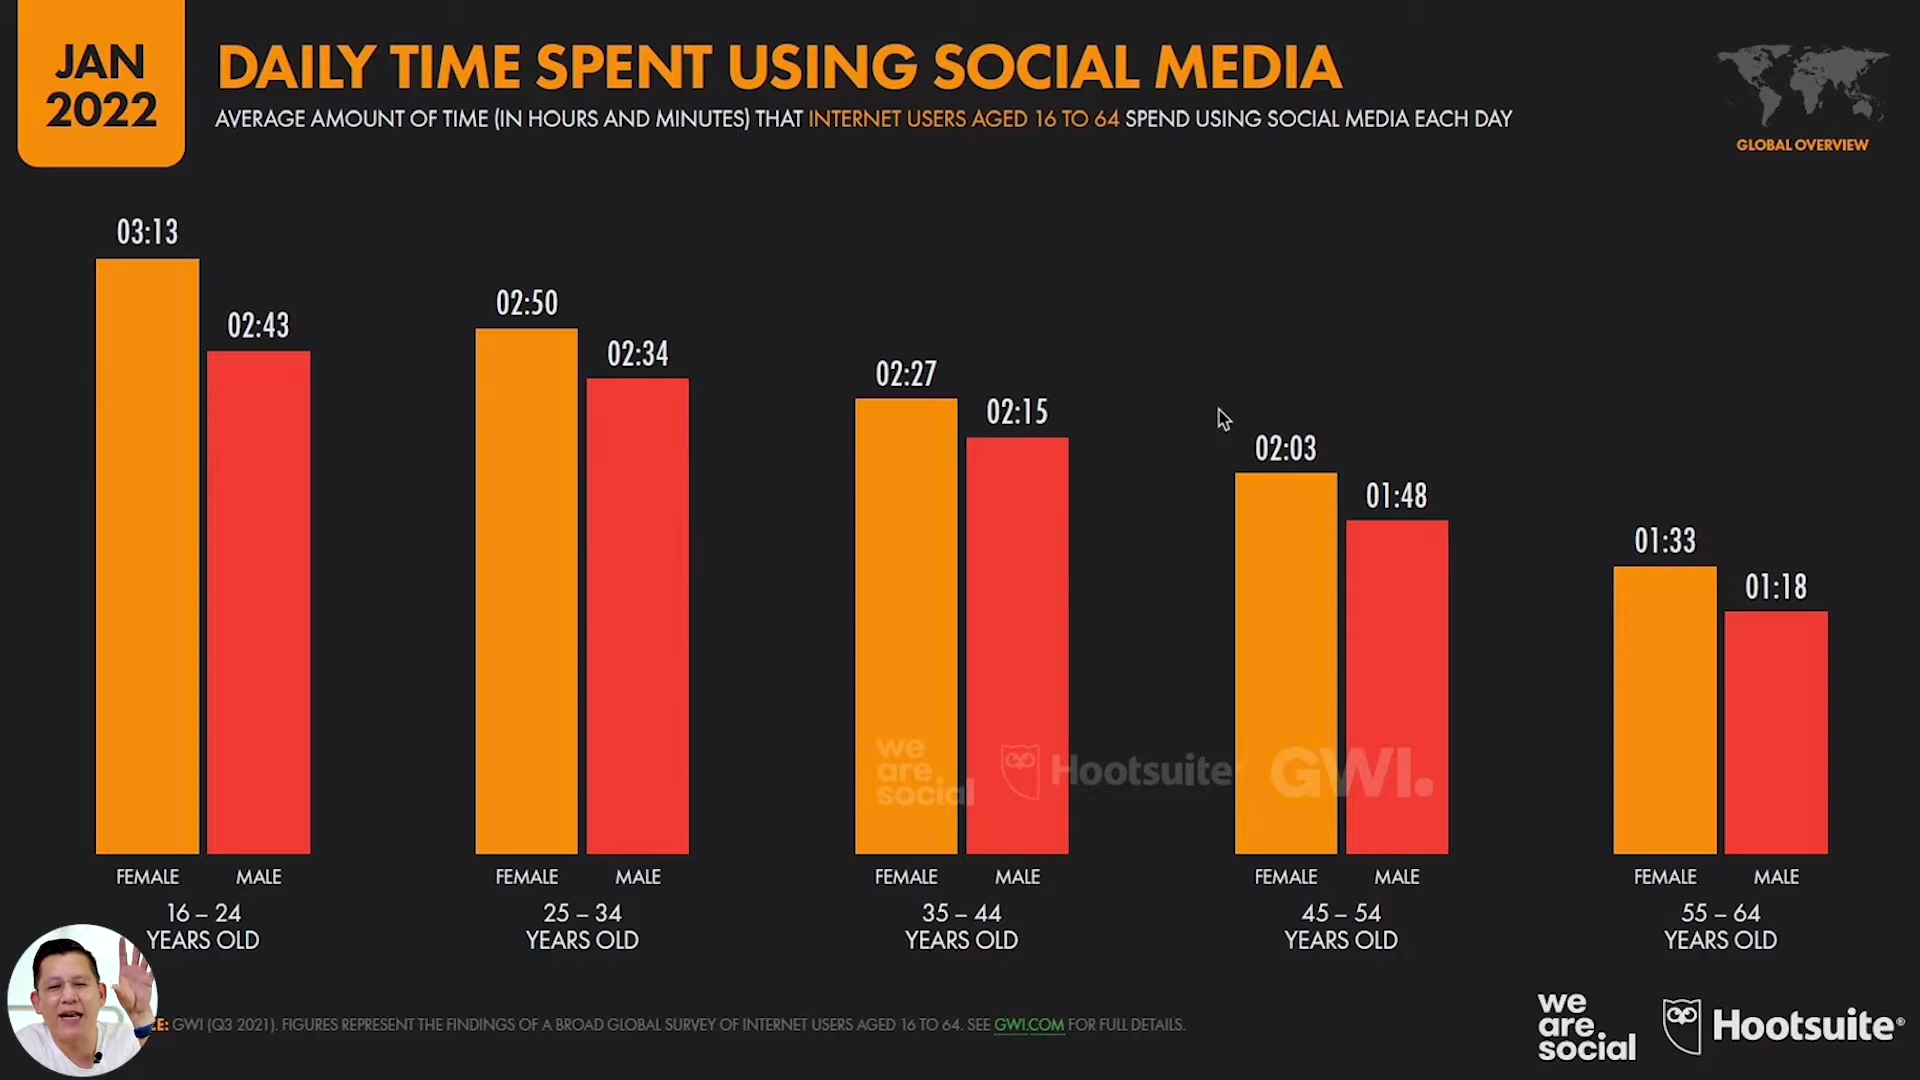 JAN
2022
DAILY TIME SPENT USING SOCIAL MEDIA
AVERAGE AMOUNT OF TIME (IN HOURS AND MINUTES) THAT INTERNET USERS AGED 16 TO 64 SPEND USING SOCIAL MEDIA EACH DAY
GLOBAL OVERVIEW
03:13
02:43
02:50
02:34
02:27
02:15
02:03
01:48
01:33
01:18
we
are.
social
Hootsuite®
GWI.
FEMALE MALE FEMALE MALE FEMALE MALE FEMALE MALE FEMALE MALE
16 – 24 25 – 34 35 – 44 45 – 54 55 – 64
YEARS OLD YEARS OLD YEARS OLD YEARS OLD YEARS OLD
E: GWI (Q3 2021). FIGURES REPRESENT THE FINDINGS OF A BROAD GLOBAL SURVEY OF INTERNET USERS AGED 16 TO 64. SEE GWI.COM FOR FULL DETAILS.
we
are.
social
Hootsuite®